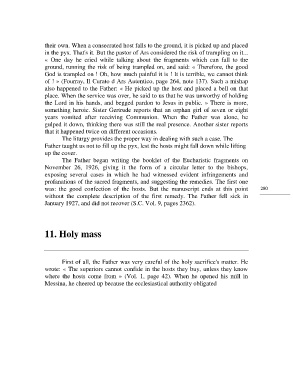 their own. When a consecrated host falls to the ground, it is picked up and placed
in the pyx. That's it. But the pastor of Ars considered the risk of trampling on it...
« One day he cried while talking about the fragments which can fall to the
ground, running the risk of being trampled on, and said: « Therefore, the good
God is trampled on ! Oh, how much painful it is ! It is terrible, we cannot think
of ! » (Fourray, Il Curato d Ars Autentico, page 264, note 137). Such a mishap
also happened to the Father: « He picked up the host and placed a bell on that
place. When the service was over, he said to us that he was unworthy of holding
the Lord in his hands, and begged pardon to Jesus in public. » There is more,
something heroic. Sister Gertrude reports that an orphan girl of seven or eight
years vomited after receiving Communion. When the Father was alone, he
gulped it down, thinking there was still the real presence. Another sister reports
that it happened twice on different occasions.
The liturgy provides the proper way in dealing with such a case. The
Father taught us not to fill up the pyx, lest the hosts might fall down while lifting
up the cover.
The Father began writing the booklet of the Eucharistic fragments on
November 26, 1926, giving it the form of a circular letter to the bishops,
exposing several cases in which he had witnessed evident infringements and
profanations of the sacred fragments, and suggesting the remedies. The first one
was: the good confection of the hosts. But the manuscript ends at this point
without the complete description of the first remedy. The Father fell sick in
January 1927, and did not recover (S.C. Vol. 9, pages 2362).
200
11. Holy mass
First of all, the Father was very careful of the holy sacrifice's matter. He
wrote: « The superiors cannot confide in the hosts they buy, unless they know
where the hosts come from » (Vol. 1, page 42). When he opened his mill in
Messina, he cheered up because the ecclesiastical authority obligated